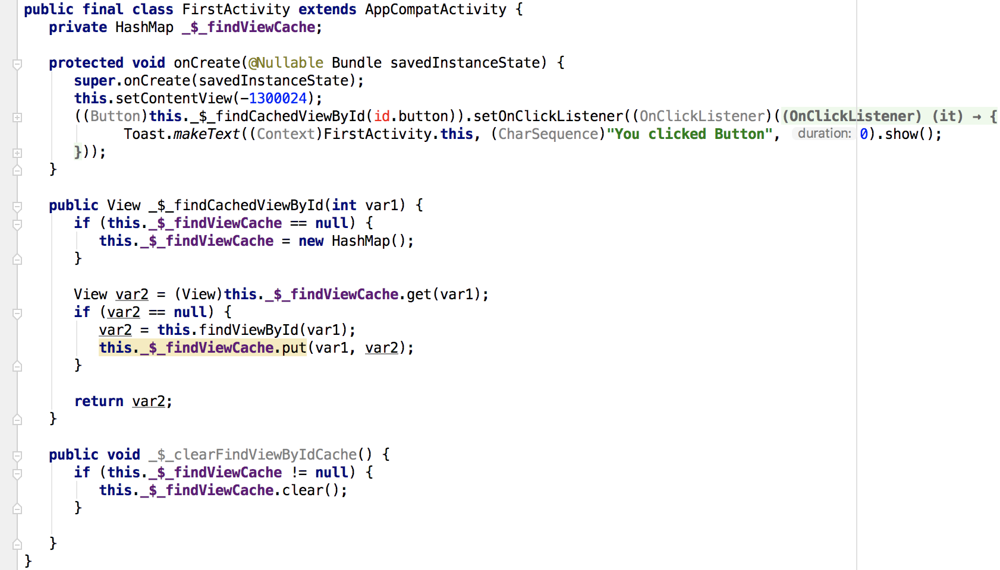 public final class FirstActivity extends AppCompatActivity {
   private HashMap _$_findViewCache;

   protected void onCreate(@Nullable Bundle savedInstanceState) {
      super.onCreate(savedInstanceState);
      this.setContentView(-1300024);
      ((Button)this._$_findCachedViewById(id.button)).setOnClickListener((OnClickListener)((OnClickListener) (it) → {
            Toast.makeText((Context)FirstActivity.this, (CharSequence)"You clicked Button", duration: 0).show();
      }));
   }

   public View _$_findCachedViewById(int var1) {
      if (this._$_findViewCache == null) {
         this._$_findViewCache = new HashMap();
      }

      View var2 = (View)this._$_findViewCache.get(var1);
      if (var2 == null) {
         var2 = this.findViewById(var1);
         this._$_findViewCache.put(var1, var2);
      }

      return var2;
   }

   public void _$_clearFindViewByIdCache() {
      if (this._$_findViewCache != null) {
         this._$_findViewCache.clear();
      }

   }
}